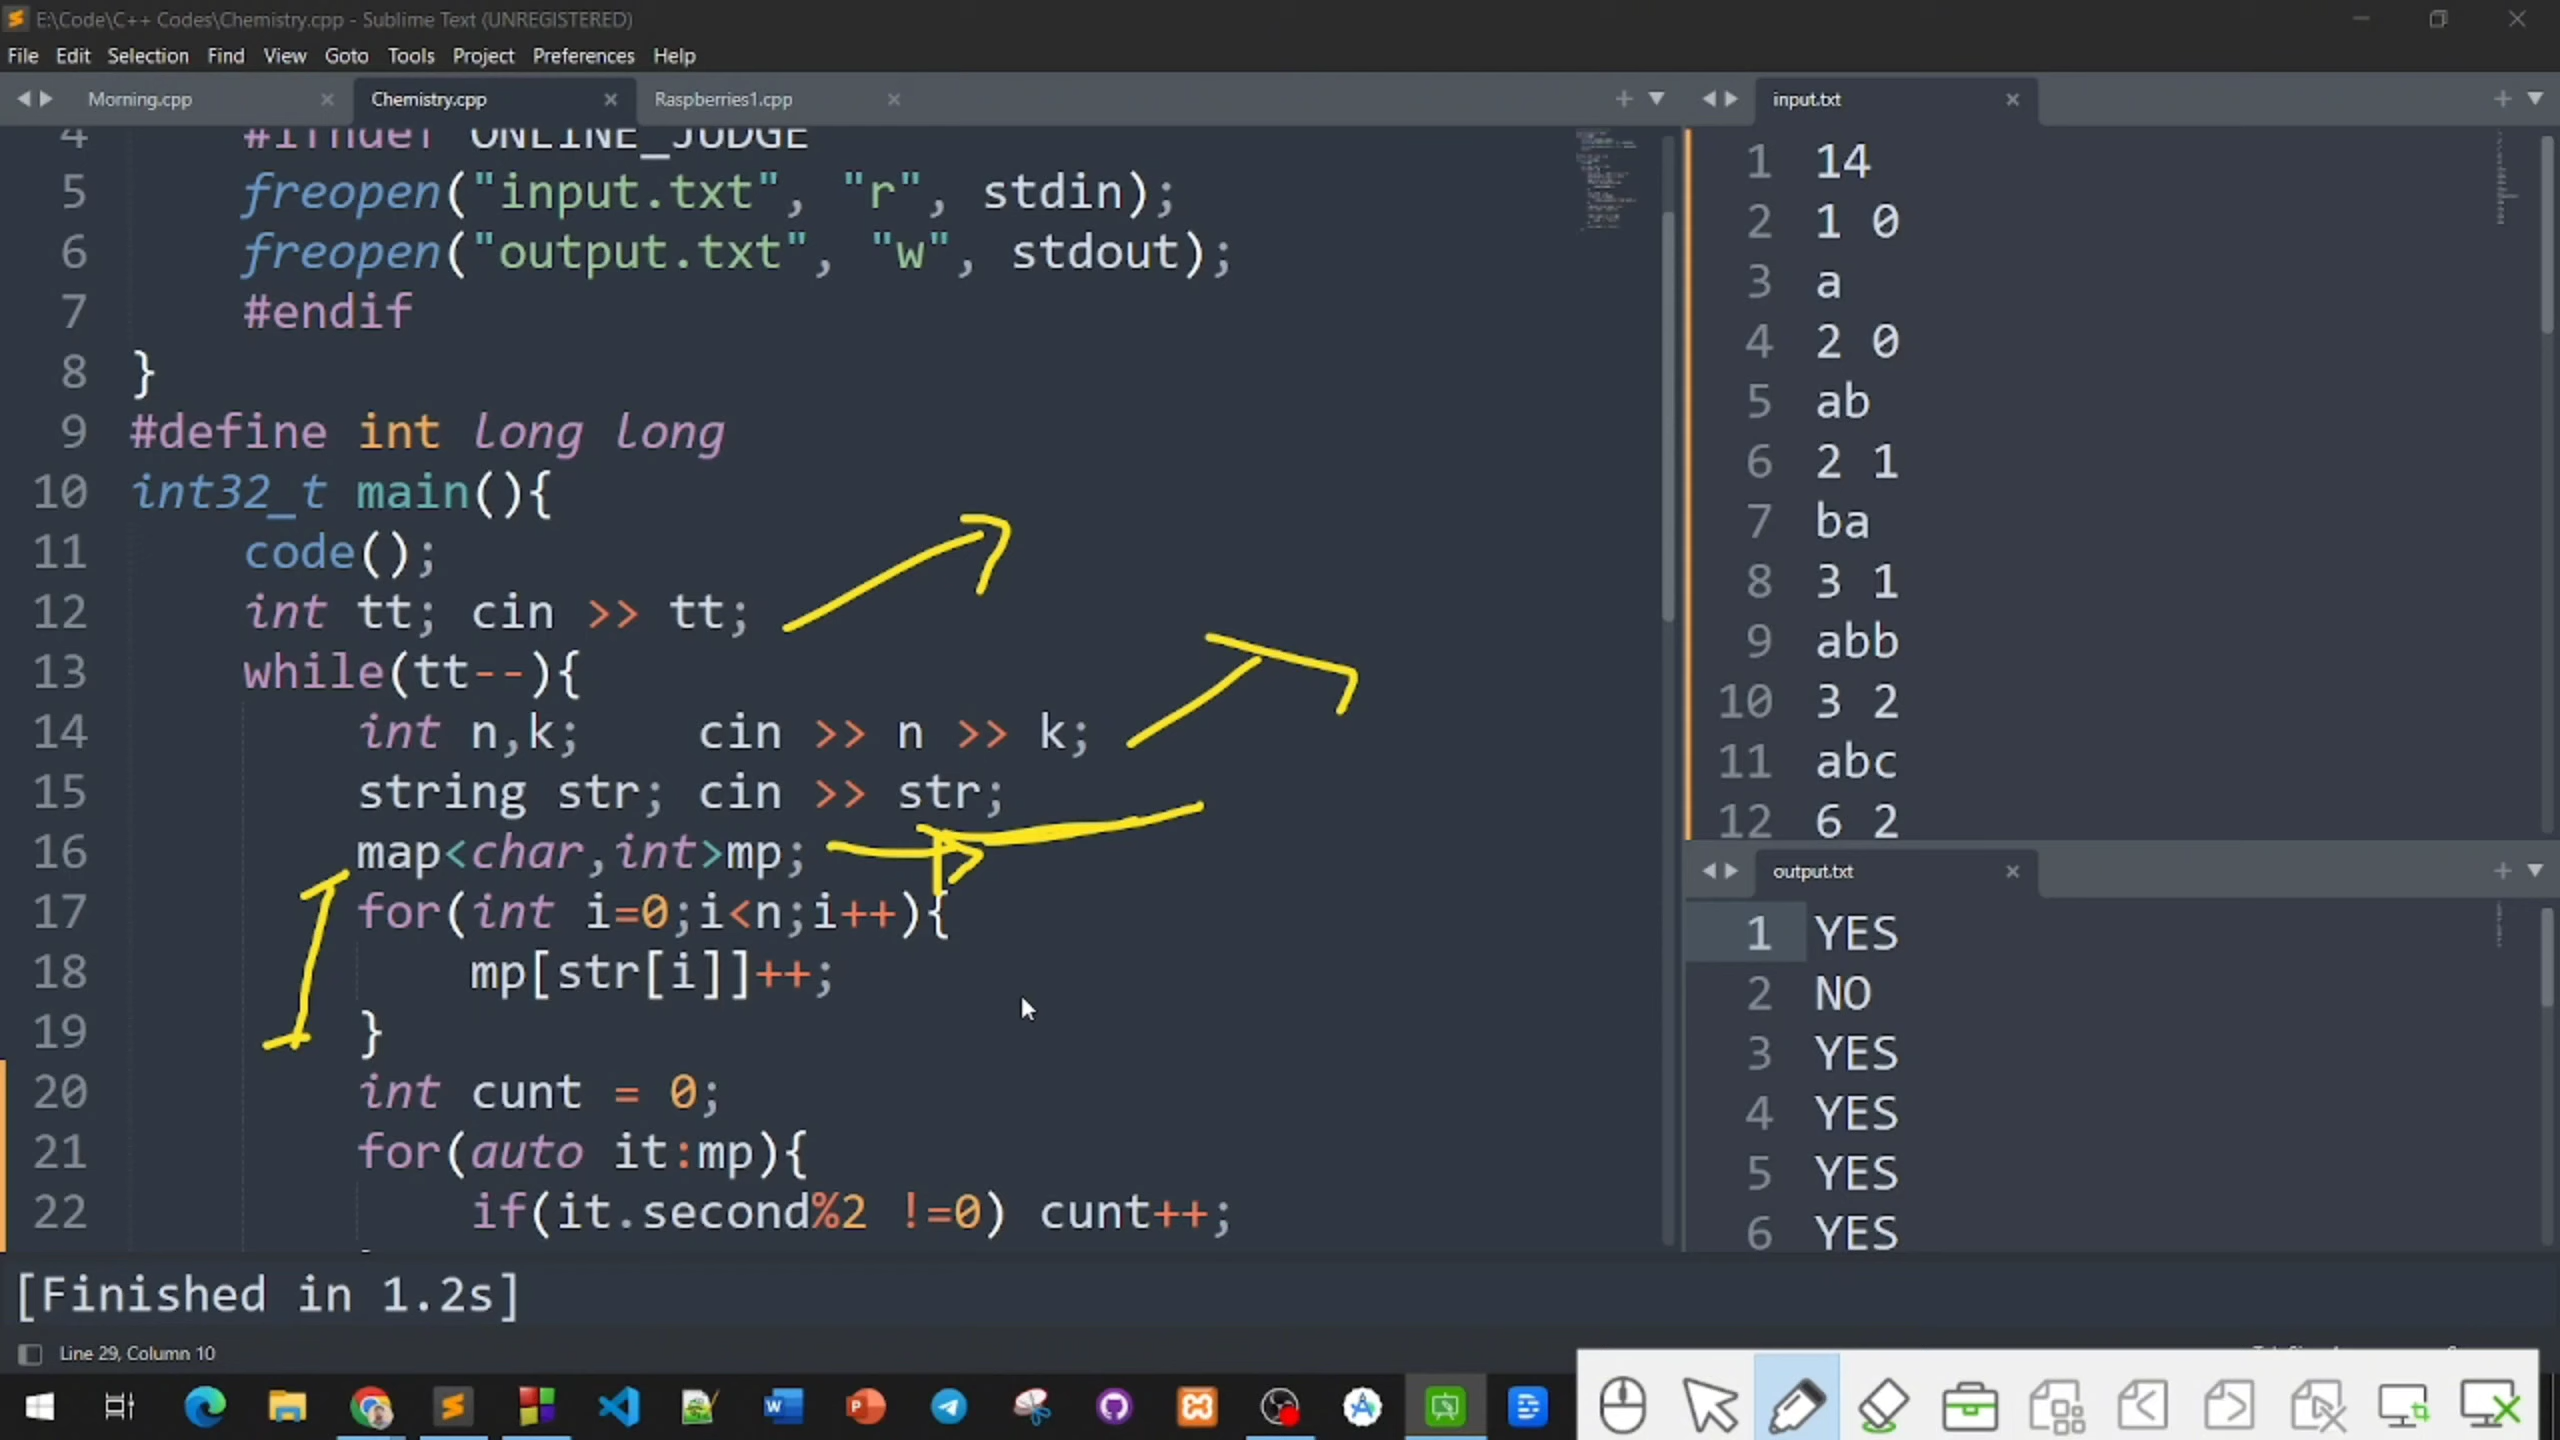 E:\Code\C++ Codes\Chemistry.cpp - Sublime Text (UNREGISTERED)
File Edit Selection Find View Goto Tools Project Preferences Help
Morning.cpp Chemistry.cpp Raspberries1.cpp
4 #ifndef ONLINE_JUDGE
5 freopen("input.txt", "r", stdin);
6 freopen("output.txt", "w", stdout);
7 #endif
8 }
9 #define int long long
10 int32_t main(){
11 code();
12 int tt; cin >> tt;
13 while(tt--){
14 int n,k; cin >> n >> k;
15 string str; cin >> str;
16 map<char,int>mp;
17 for(int i=0;i<n;i++){
18 mp[str[i]]++;
19 }
20 int cunt = 0;
21 for(auto it:mp){
22 if(it.second%2 !=0) cunt++;
input.txt
1 14
2 1 0
3 a
4 2 0
5 ab
6 2 1
7 ba
8 3 1
9 abb
10 3 2
11 abc
12 6 2
output.txt
1 YES
2 NO
3 YES
4 YES
5 YES
6 YES
[Finished in 1.2s]
Line 29, Column 10